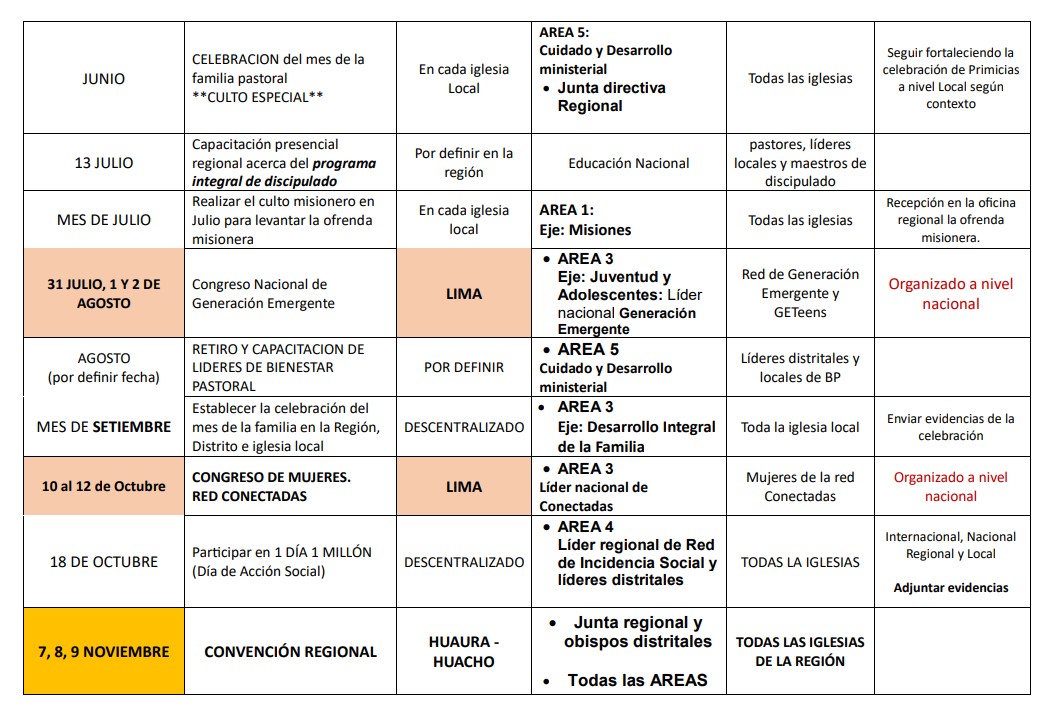 JUNIO
CELEBRACION del mes de la
familia pastoral
**CULTO ESPECIAL**
En cada iglesia
Local
AREA 5:
Cuidado y Desarrollo
ministerial
• Junta directiva
Regional
Todas las iglesias
Seguir fortaleciendo la
celebración de Primicias
a nivel Local según
contexto
13 JULIO
Capacitación presencial
regional acerca del programa
integral de discipulado
Por definir en la
región
Educación Nacional
pastores, líderes
locales y maestros de
discipulado
MES DE JULIO
Realizar el culto misionero en
Julio para levantar la ofrenda
misionera
En cada iglesia
local
AREA 1:
Eje: Misiones
Todas las iglesias
Recepción en la oficina
regional la ofrenda
misionera.
31 JULIO, 1 Y 2 DE
AGOSTO
Congreso Nacional de
Generación Emergente
LIMA
• AREA 3
Eje: Juventud y
Adolescentes: Líder
nacional Generación
Emergente
Red de Generación
Emergente y
GETeens
Organizado a nivel
nacional
AGOSTO
(por definir fecha)
RETIRO Y CAPACITACION DE
LIDERES DE BIENESTAR
PASTORAL
POR DEFINIR
• AREA 5
Cuidado y Desarrollo
ministerial
Líderes distritales y
locales de BP
MES DE SETIEMBRE
Establecer la celebración del
mes de la familia en la Región,
Distrito e iglesia local
DESCENTRALIZADO
• AREA 3
Eje: Desarrollo Integral
de la Familia
Toda la iglesia local
Enviar evidencias de la
celebración
10 al 12 de Octubre
CONGRESO DE MUJERES.
RED CONECTADAS
LIMA
• AREA 3
Líder nacional de
Conectadas
Mujeres de la red
Conectadas
Organizado a nivel
nacional
18 DE OCTUBRE
Participar en 1 DÍA 1 MILLÓN
(Día de Acción Social)
DESCENTRALIZADO
• AREA 4
Líder regional de Red
de Incidencia Social y
líderes distritales
TODAS LA IGLESIAS
Internacional, Nacional
Regional y Local
Adjuntar evidencias
7, 8, 9 NOVIEMBRE
CONVENCIÓN REGIONAL
HUAURA -
HUACHO
• Junta regional y
obispos distritales
• Todas las AREAS
TODAS LAS IGLESIAS
DE LA REGIÓN